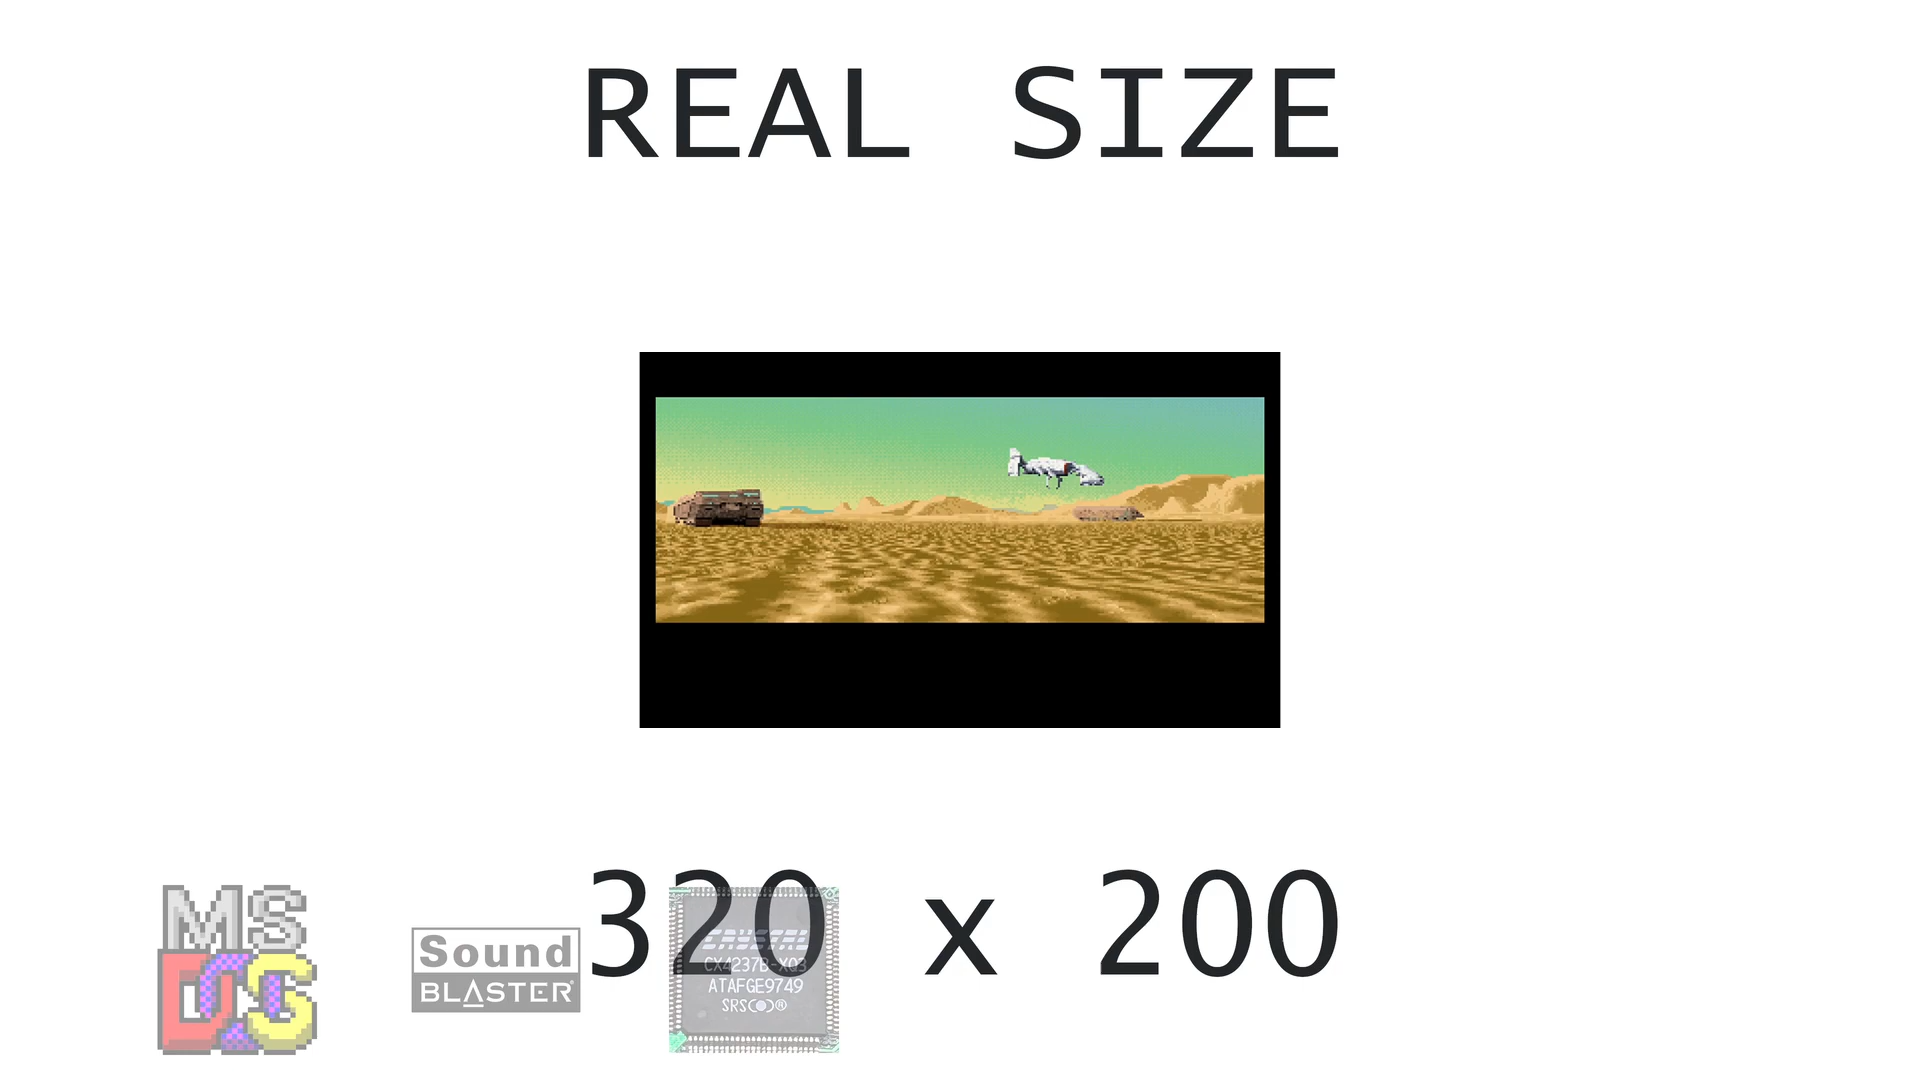 REAL SIZE
320 x 200
MS
DOS
Sound
BLASTER
CX4237B-XQ3
ATAFGE9749
SRS(●)®